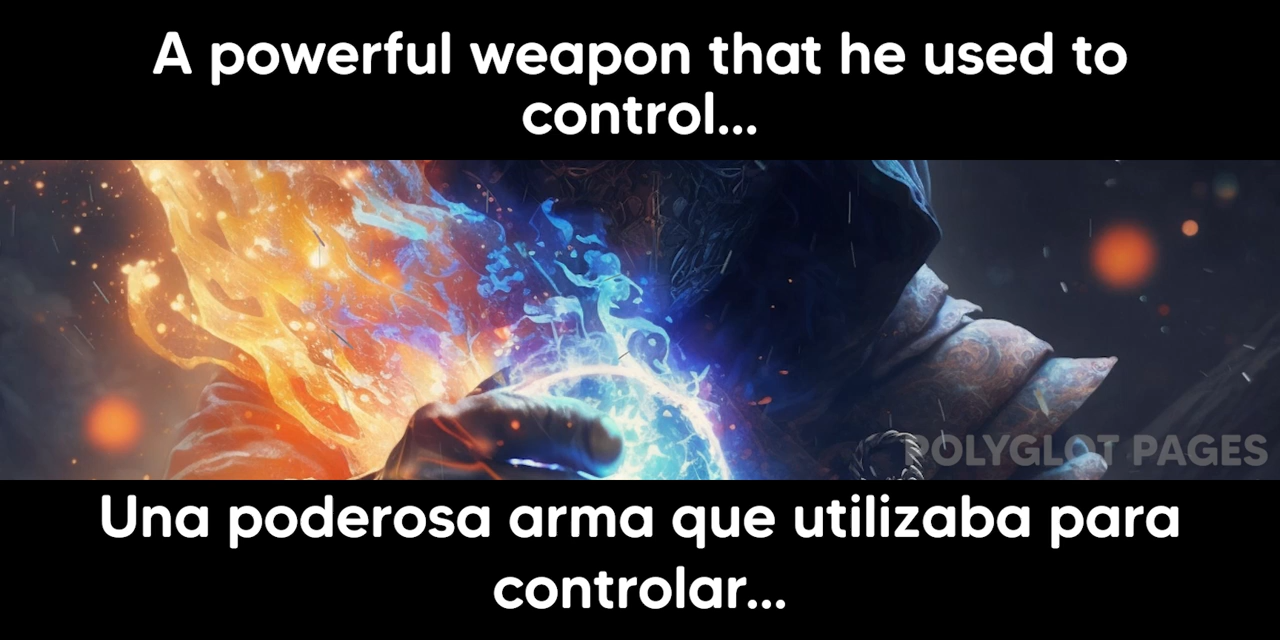 A powerful weapon that he used to
control...
POLYGLOT PAGES
Una poderosa arma que utilizaba para
controlar...